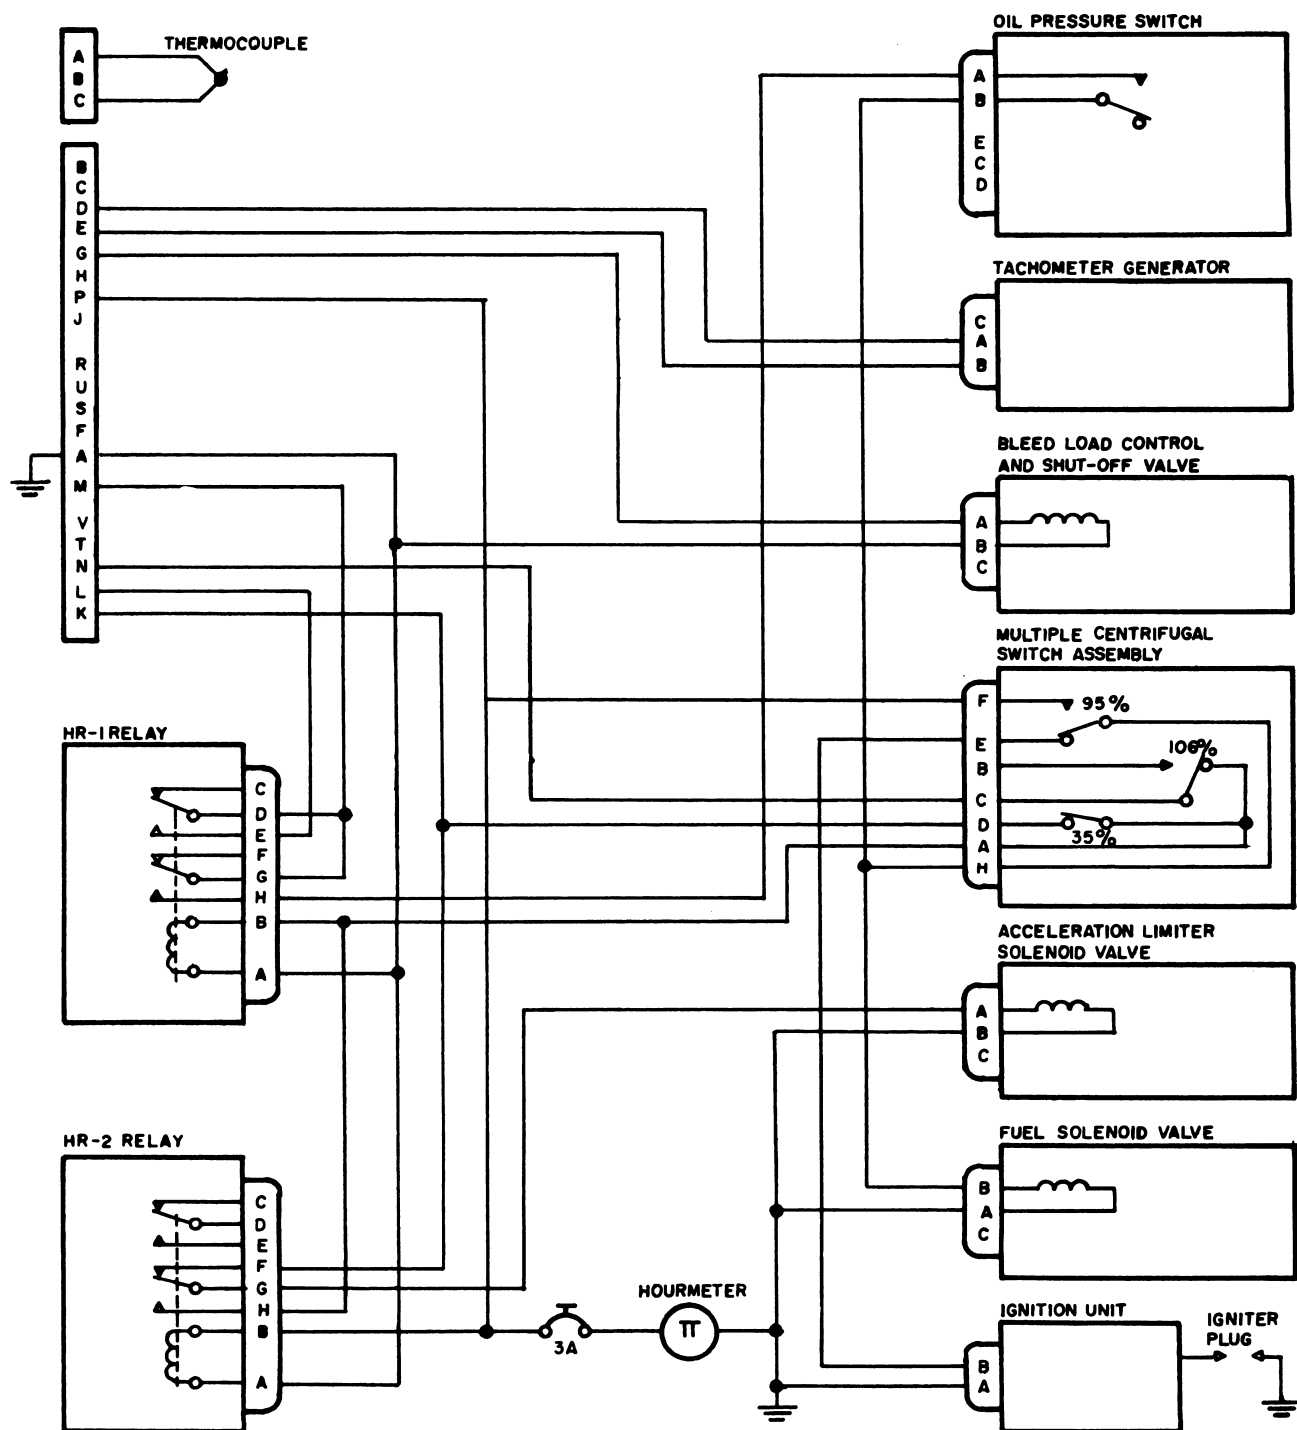 THERMOCOUPLE
A
B
C
B
C
D
E
G
H
P
J
R
U
S
F
A
M
V
T
N
L
K
OIL PRESSURE SWITCH
A
B
E
C
D
TACHOMETER GENERATOR
C
A
B
BLEED LOAD CONTROL
AND SHUT-OFF VALVE
A
B
C
MULTIPLE CENTRIFUGAL
SWITCH ASSEMBLY
F
E
B
C
D
A
H
95%
106%
35%
HR-1 RELAY
C
D
E
F
G
H
B
A
ACCELERATION LIMITER
SOLENOID VALVE
A
B
C
HR-2 RELAY
C
D
E
F
G
H
B
A
FUEL SOLENOID VALVE
B
A
C
3A
HOURMETER
π
IGNITION UNIT
B
A
IGNITER
PLUG